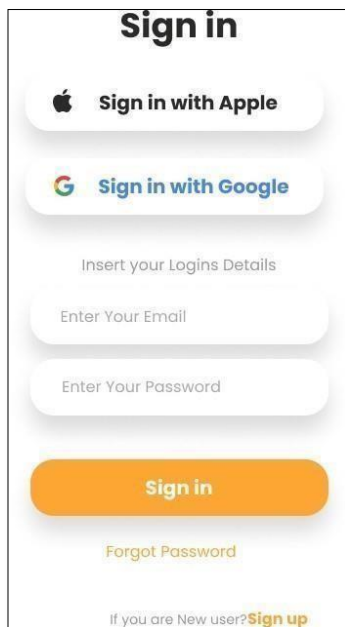 Sign in
Sign in with Apple
Sign in with Google
Insert your Logins Details
Enter Your Email
Enter Your Password
Sign in
Forgot Password
If you are New user?Sign up